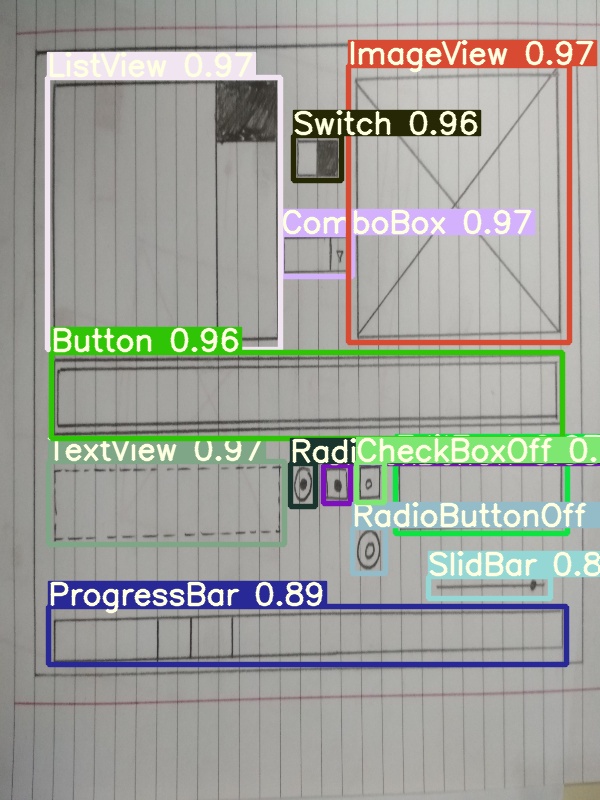 ListView 0.97
ImageView 0.97
Switch 0.96
ComboBox 0.97
Button 0.96
TextView 0.97
Radi
CheckBoxOff 0.
RadioButtonOff
SlidBar 0.8
ProgressBar 0.89